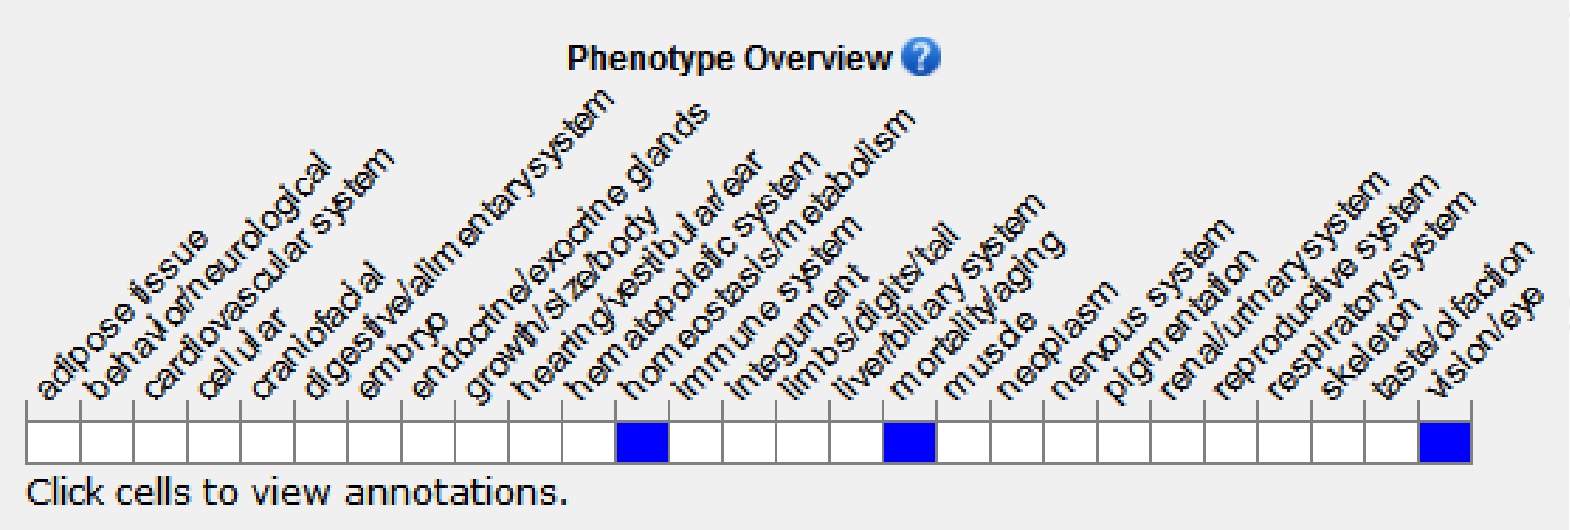 Phenotype Overview ?
adipose tissue
behavior/neurological
cardiovascular system
cellular
craniofacial
digestive/alimentary system
embryo
endocrine/exocrine glands
growth/size/body
hearing/vestibular/ear
hematopoietic system
homeostasis/metabolism
immune system
integument
limbs/digits/tail
liver/biliary system
mortality/aging
muscle
neoplasm
nervous system
pigmentation
renal/urinary system
reproductive system
respiratory system
skeleton
taste/olfaction
vision/eye
Click cells to view annotations.